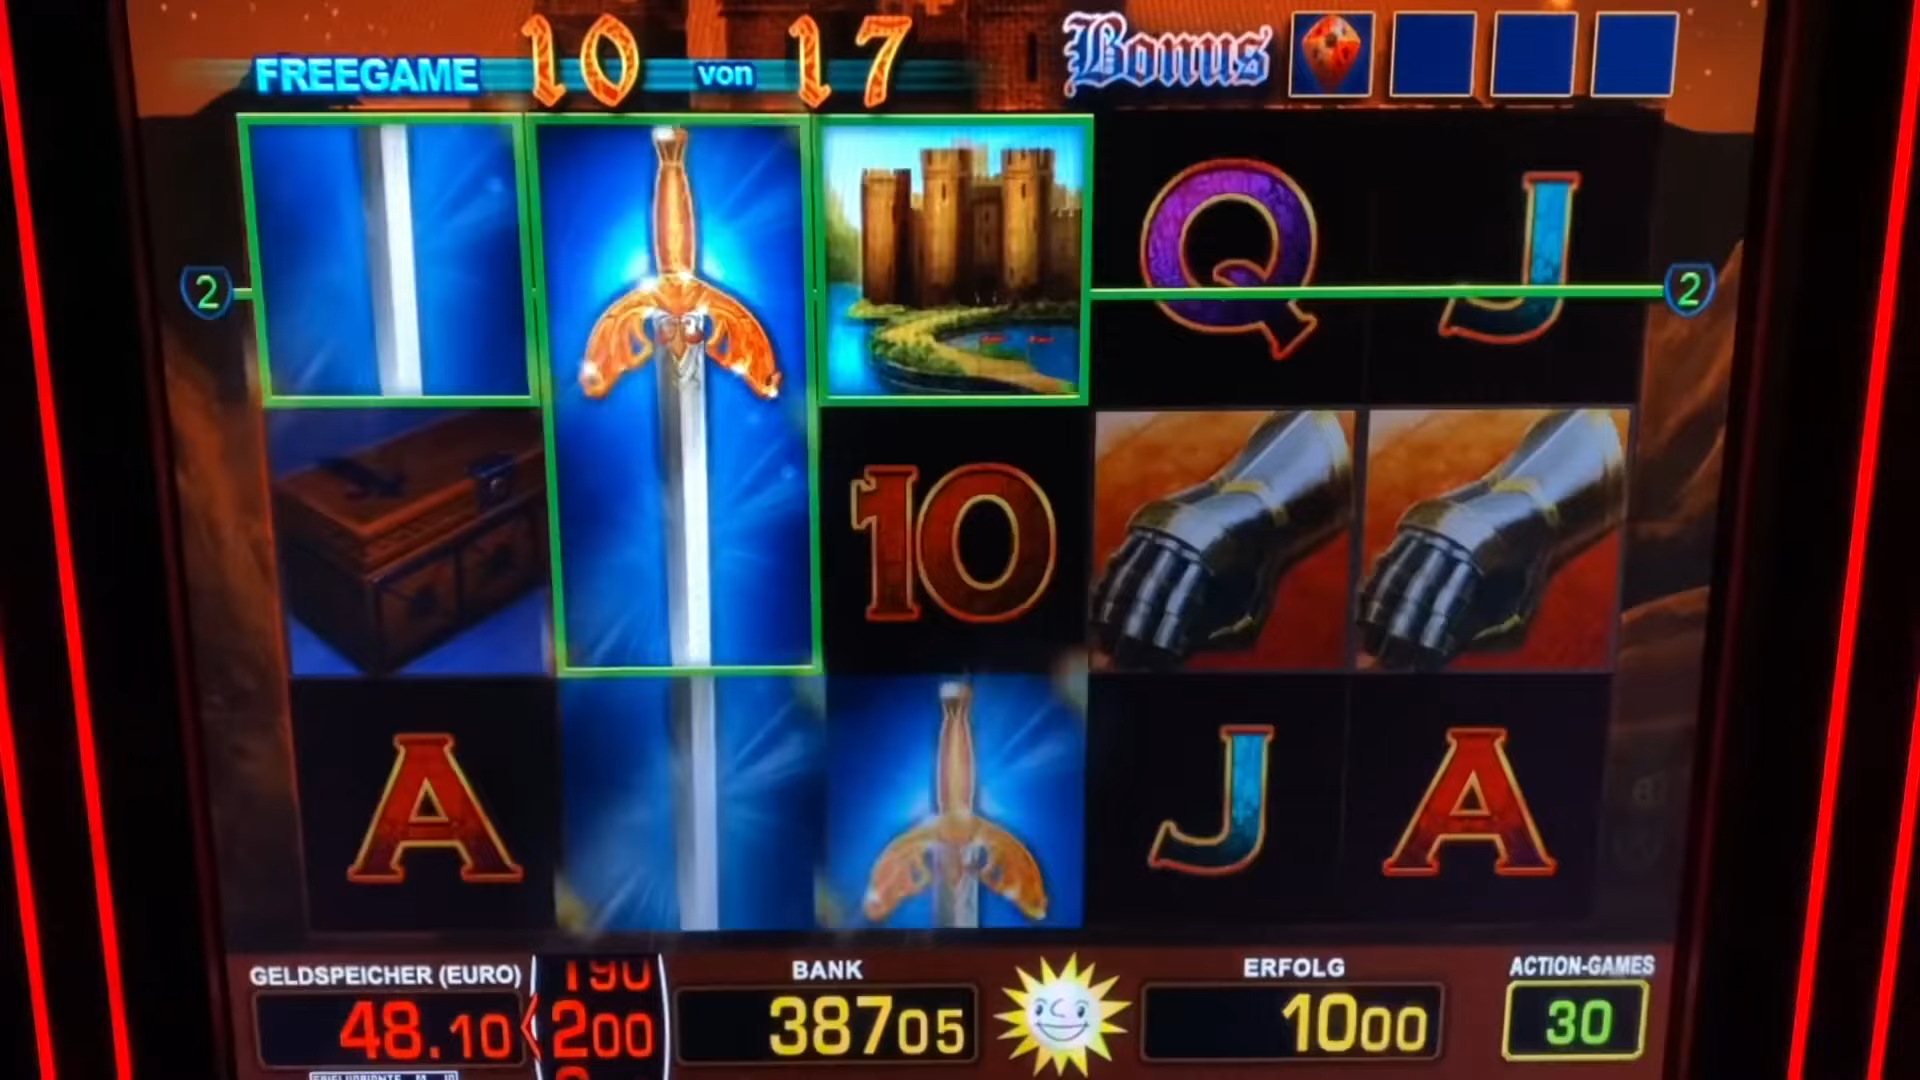 FREEGAME 10 von 17 Bonus
Q J
2 2
10
A J A
GELDSPEICHER (EURO) 190 BANK ERFOLG ACTION-GAMES
48.10 200 38705 1000 30